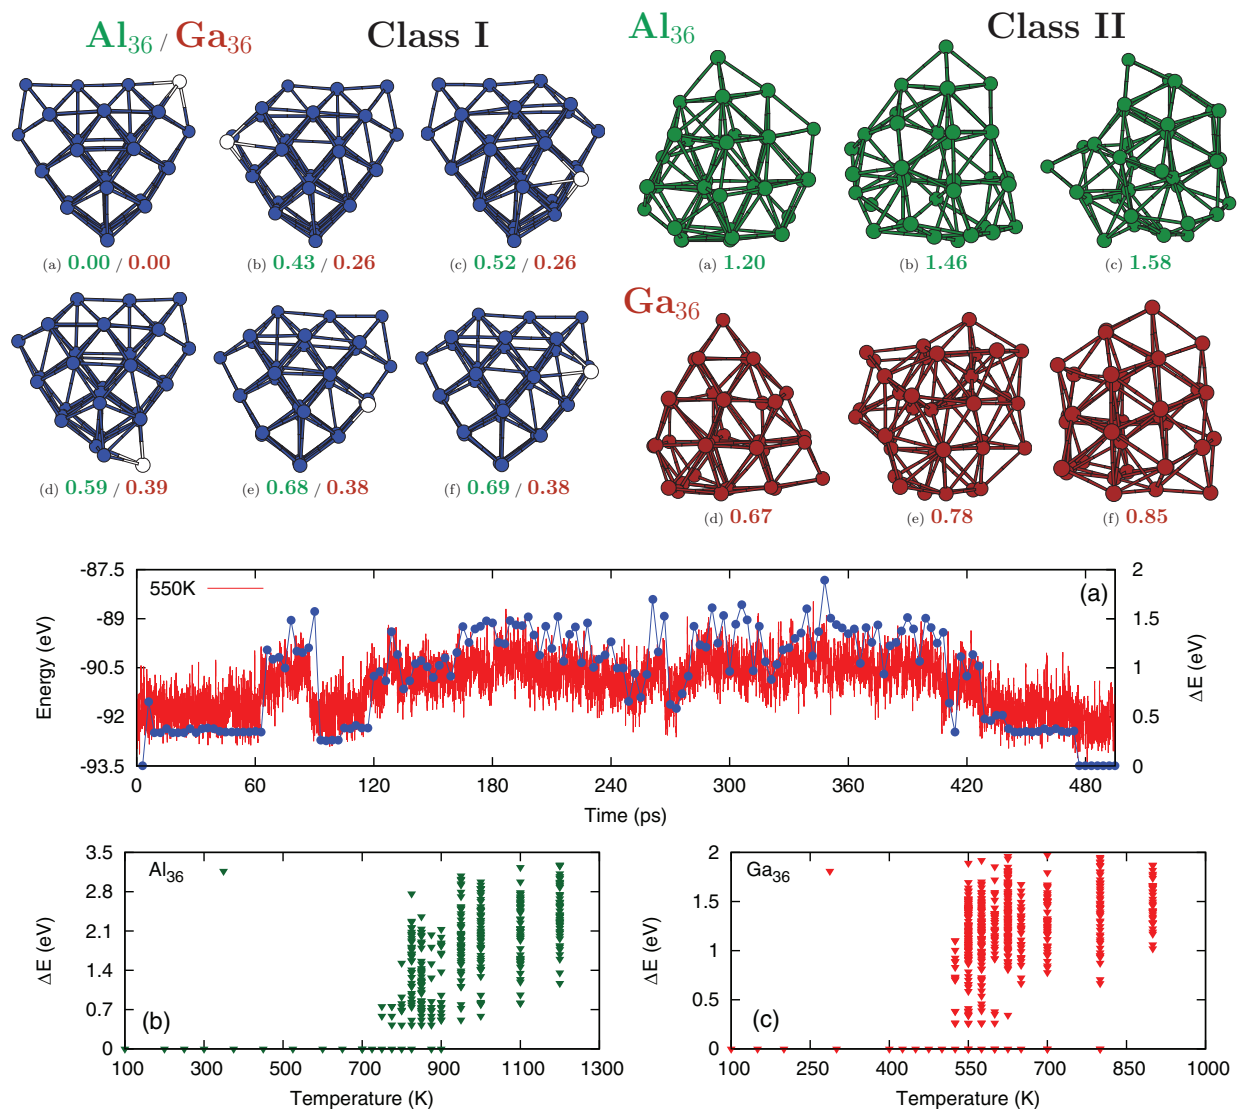 Al36 / Ga36 Class I
Al36 Class II
(a) 0.00 / 0.00
(b) 0.43 / 0.26
(c) 0.52 / 0.26
(a) 1.20
(b) 1.46
(c) 1.58
Ga36
(d) 0.59 / 0.39
(e) 0.68 / 0.38
(f) 0.69 / 0.38
(d) 0.67
(e) 0.78
(f) 0.85
550K
(a)
-87.5
-89
-90.5
-92
-93.5
Energy (eV)
2
1.5
1
0.5
0
ΔE (eV)
0 60 120 180 240 300 360 420 480
Time (ps)
Al36
(b)
3.5
2.8
2.1
1.4
0.7
0
ΔE (eV)
100 300 500 700 900 1100 1300
Temperature (K)
Ga36
(c)
2
1.5
1
0.5
0
ΔE (eV)
100 250 400 550 700 850 1000
Temperature (K)